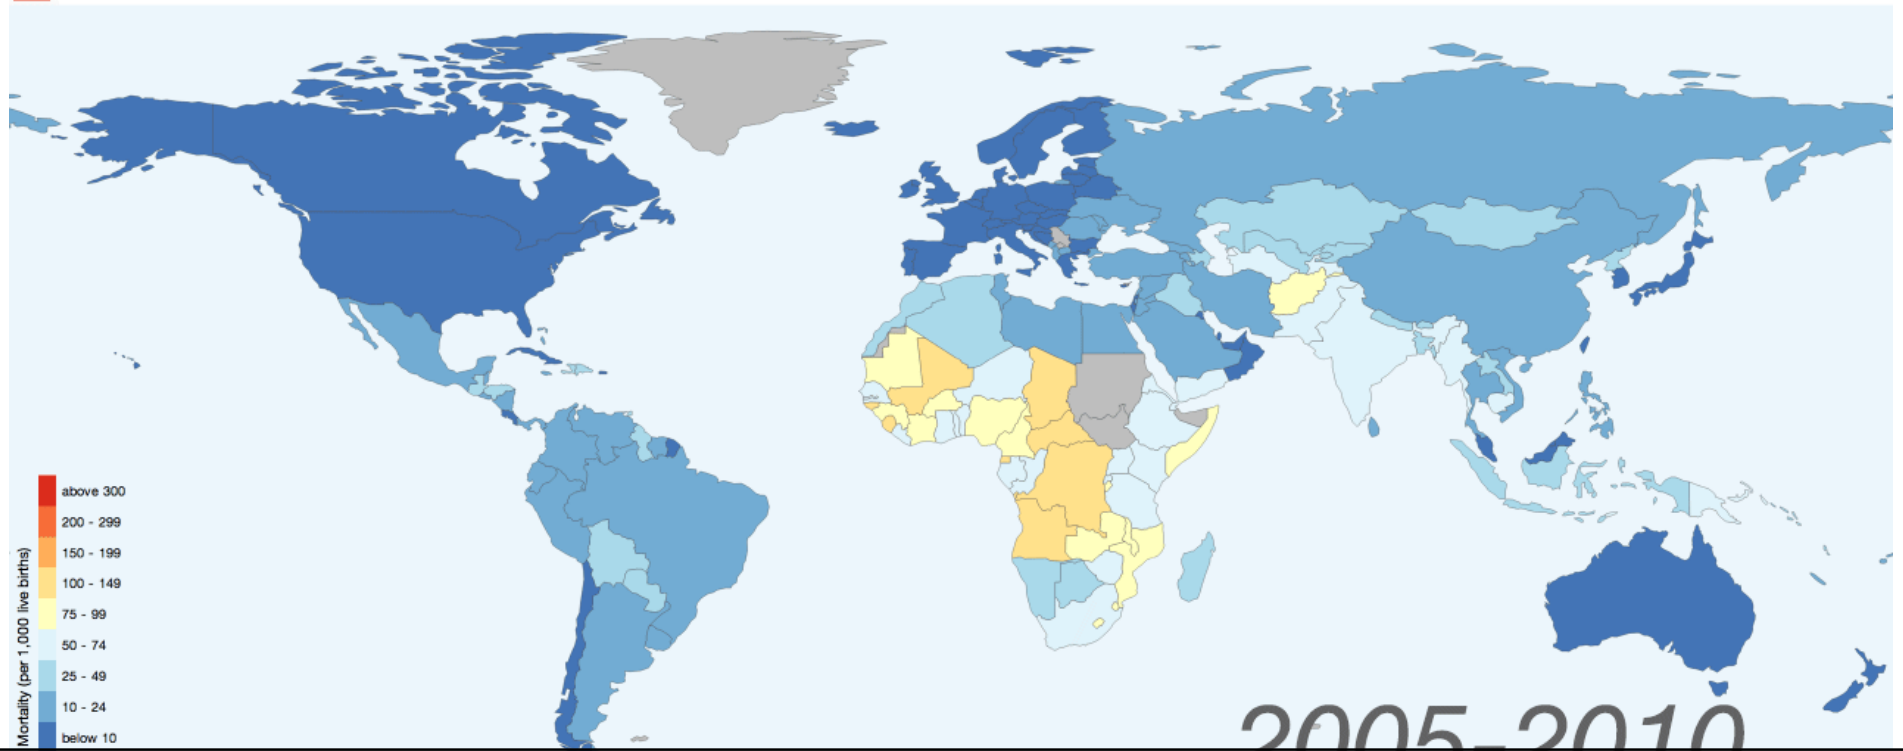 above 300
200 - 299
150 - 199
100 - 149
75 - 99
50 - 74
25 - 49
10 - 24
below 10
Mortality (per 1,000 live births)
2005-2010